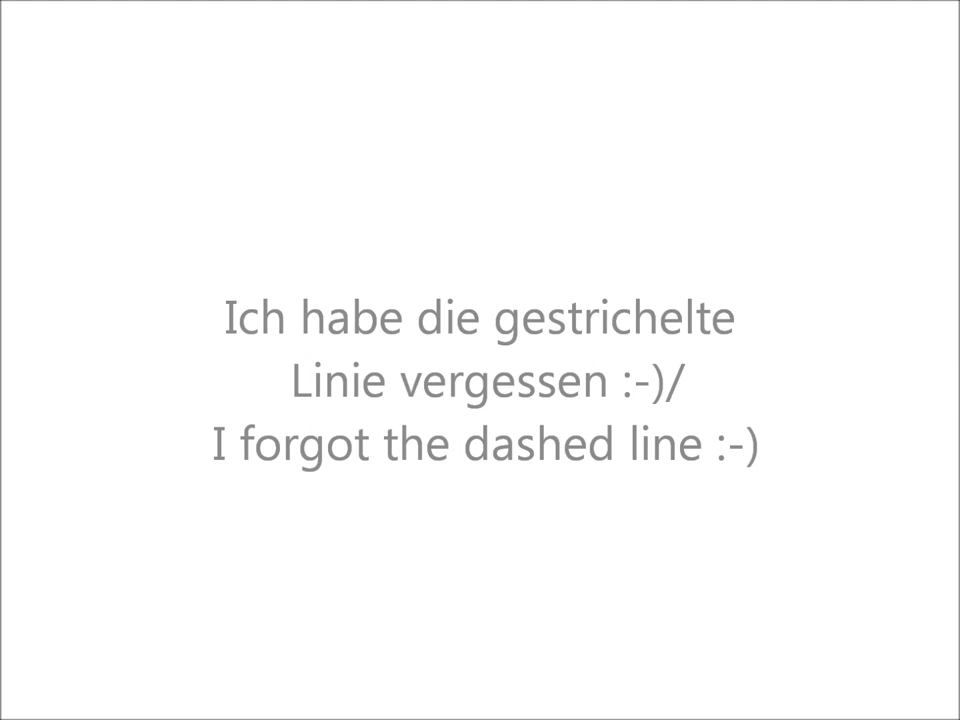 Ich habe die gestrichelte
Linie vergessen :-)/
I forgot the dashed line :-)